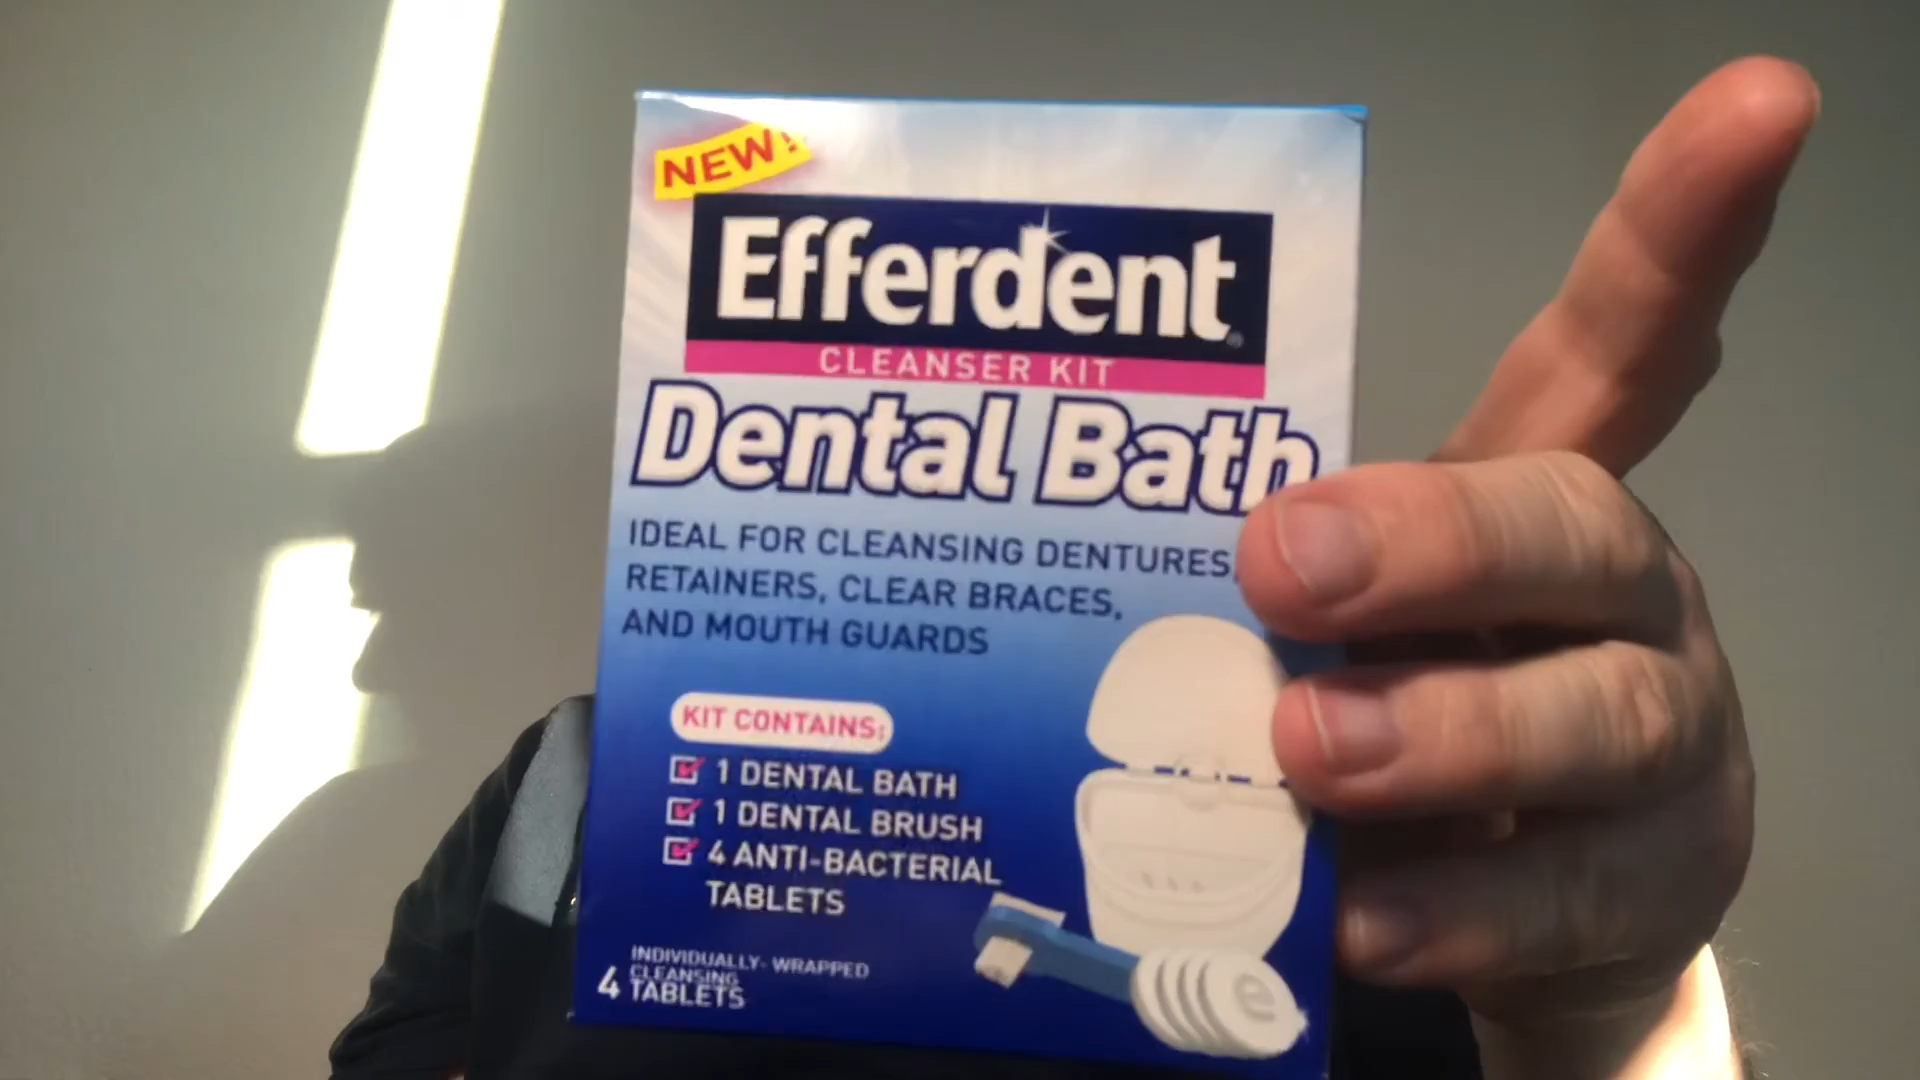 NEW!
Efferdent®
CLEANSER KIT
Dental Bath
IDEAL FOR CLEANSING DENTURES,
RETAINERS, CLEAR BRACES,
AND MOUTH GUARDS
KIT CONTAINS:
1 DENTAL BATH
1 DENTAL BRUSH
4 ANTI-BACTERIAL
TABLETS
4 INDIVIDUALLY-WRAPPED
CLEANSING
TABLETS
e